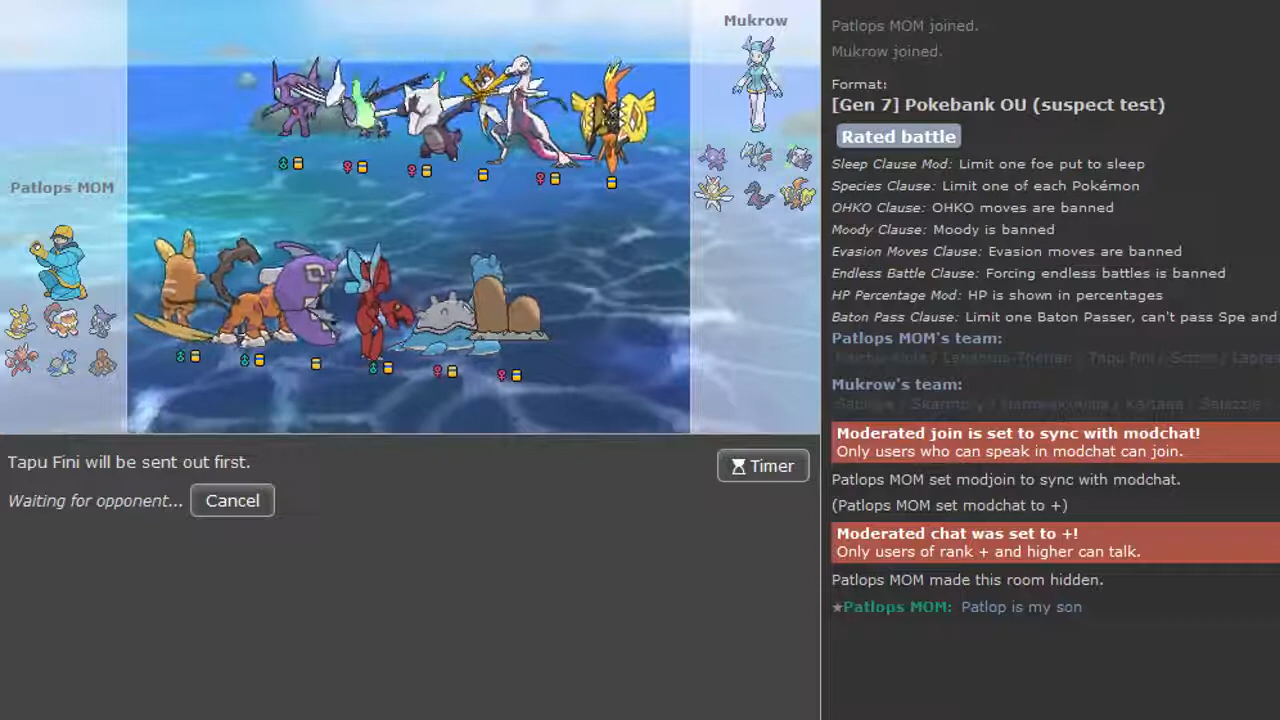 Mukrow
Patlops MOM
Tapu Fini will be sent out first.
Timer
Waiting for opponent...
Cancel
Patlops MOM joined.
Mukrow joined.
Format:
[Gen 7] Pokebank OU (suspect test)
Rated battle
Sleep Clause Mod: Limit one foe put to sleep
Species Clause: Limit one of each Pokémon
OHKO Clause: OHKO moves are banned
Moody Clause: Moody is banned
Evasion Moves Clause: Evasion moves are banned
Endless Battle Clause: Forcing endless battles is banned
HP Percentage Mod: HP is shown in percentages
Baton Pass Clause: Limit one Baton Passer, can't pass Spe and
Patlops MOM's team:
/ Tapu Fini / Scizor /
Mukrow's team:
Moderated join is set to sync with modchat!
Only users who can speak in modchat can join.
Patlops MOM set modjoin to sync with modchat.
(Patlops MOM set modchat to +)
Moderated chat was set to +!
Only users of rank + and higher can talk.
Patlops MOM made this room hidden.
★Patlops MOM: Patlop is my son